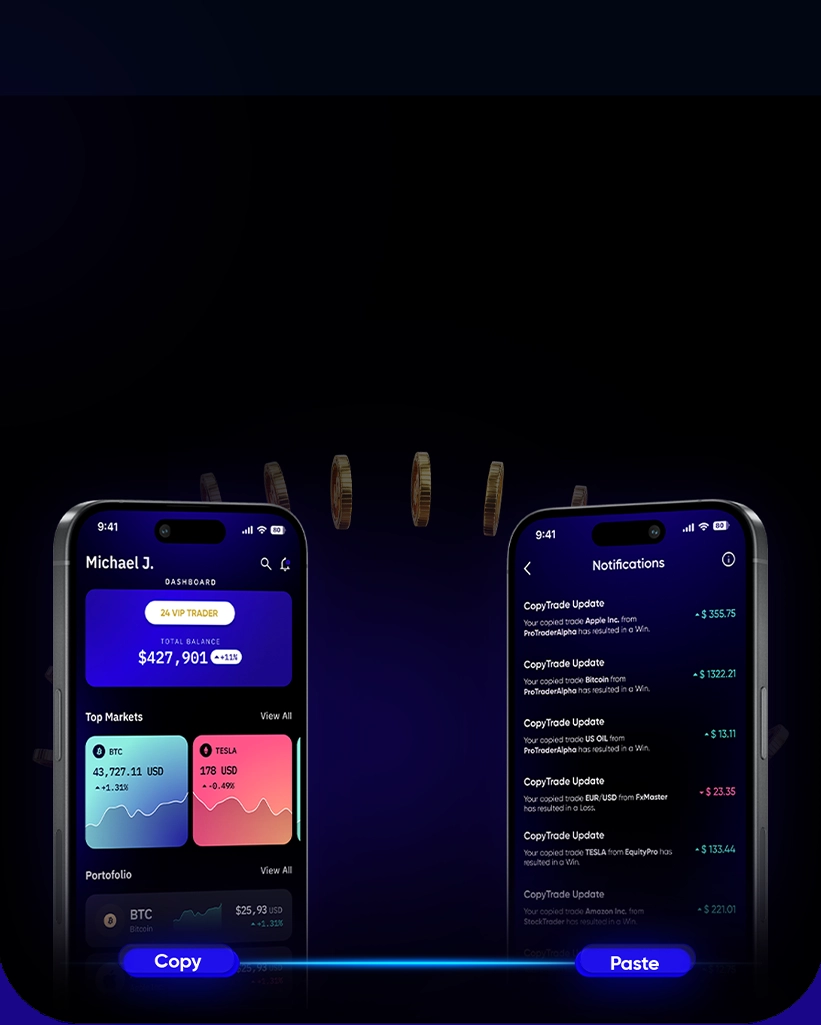 9:41
80
Michael J.
DASHBOARD
24 VIP TRADER
TOTAL BALANCE
$427,901 +11%
Top Markets View All
BTC
43,727.11 USD
+1.31%
TESLA
178 USD
-0.49%
Portofolio View All
BTC
Bitcoin
$25,93 USD
+1.31%
$25,93 USD
Copy
9:41
80
Notifications
CopyTrade Update
Your copied trade Apple Inc. from
ProTraderAlpha has resulted in a Win.
$ 355.75
CopyTrade Update
Your copied trade Bitcoin from
ProTraderAlpha has resulted in a Win.
$ 1322.21
CopyTrade Update
Your copied trade US OIL from
ProTraderAlpha has resulted in a Win.
$ 13.11
CopyTrade Update
Your copied trade EUR/USD from FxMaster
has resulted in a Loss.
$ 23.35
CopyTrade Update
Your copied trade TESLA from EquityPro has
resulted in a Win.
$ 133.44
CopyTrade Update
Your copied trade Amazon Inc. from
StockTrader has resulted in a Win.
$ 221.01
Paste